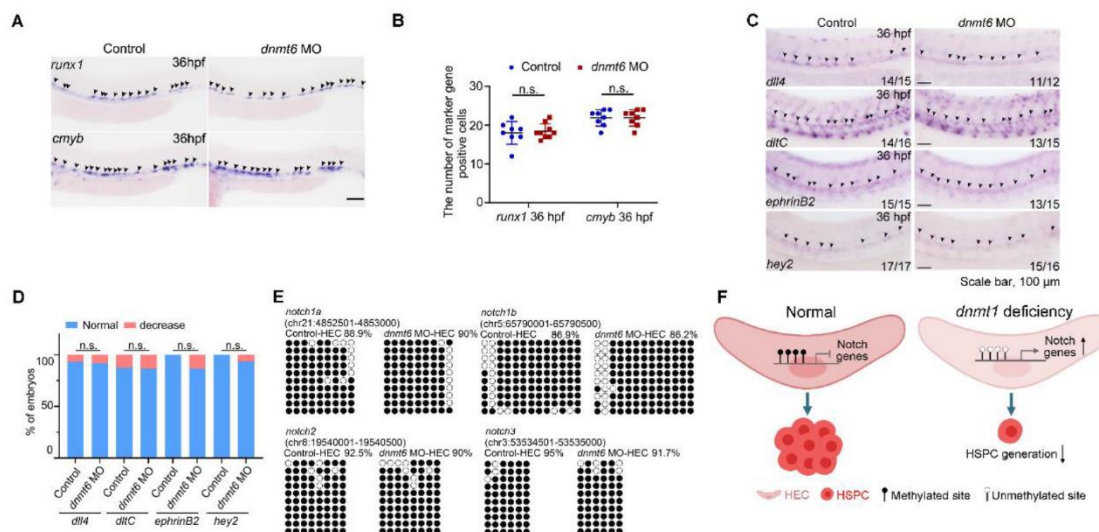 A
Control
dnmt6 MO
runx1
36hpf
36hpf
cmyb
36hpf
36hpf
B
Control
dnmt6 MO
n.s.
n.s.
The number of marker gene
positive cells
30
20
10
0
runx1 36 hpf
cmyb 36 hpf
C
Control
dnmt6 MO
36 hpf
dll4
14/15
11/12
36 hpf
dltC
14/16
13/15
36 hpf
ephrinB2
15/15
13/15
36 hpf
hey2
17/17
15/16
Scale bar, 100 µm
D
Normal
decrease
n.s.
n.s.
n.s.
n.s.
% of embryos
100
50
0
Control
dnmt6 MO
Control
dnmt6 MO
Control
dnmt6 MO
Control
dnmt6 MO
dll4
dltC
ephrinB2
hey2
E
notch1a
(chr21:4852501-4853000)
Control-HEC 88.9%
dnmt6 MO-HEC 90%
notch1b
(chr5:65790001-65790500)
Control-HEC 86.9%
dnmt6 MO-HEC 86.2%
notch2
(chr8:19540001-19540500)
Control-HEC 92.5%
dnmt6 MO-HEC 90%
notch3
(chr3:53534501-53535000)
Control-HEC 95%
dnmt6 MO-HEC 91.7%
F
Normal
dnmt1 deficiency
Notch
genes
Notch
genes
HSPC generation
HEC
HSPC
Methylated site
Unmethylated site